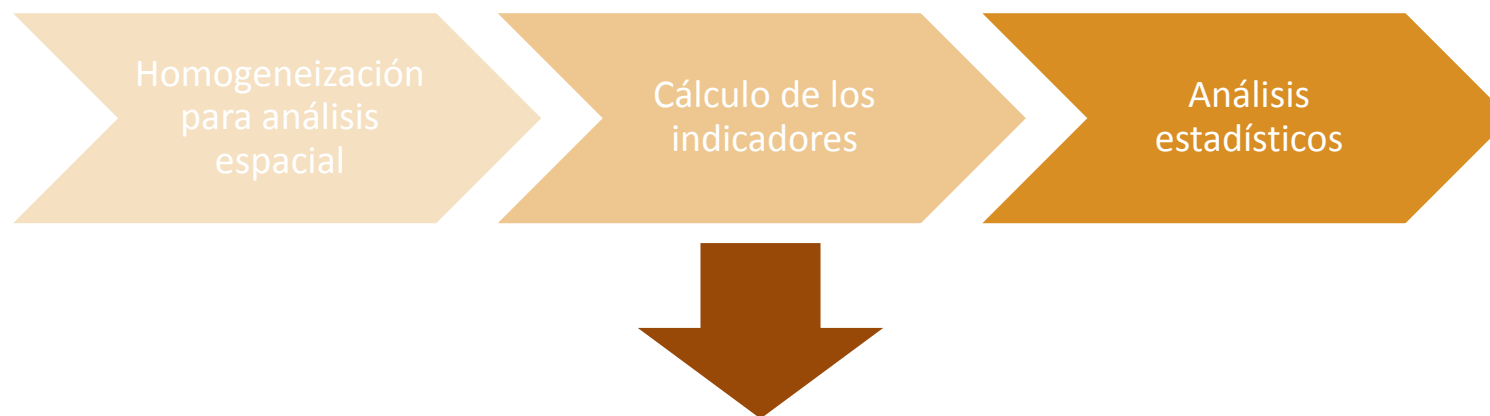 Homogeneización
para análisis
espacial
Cálculo de los
indicadores
Análisis
estadísticos